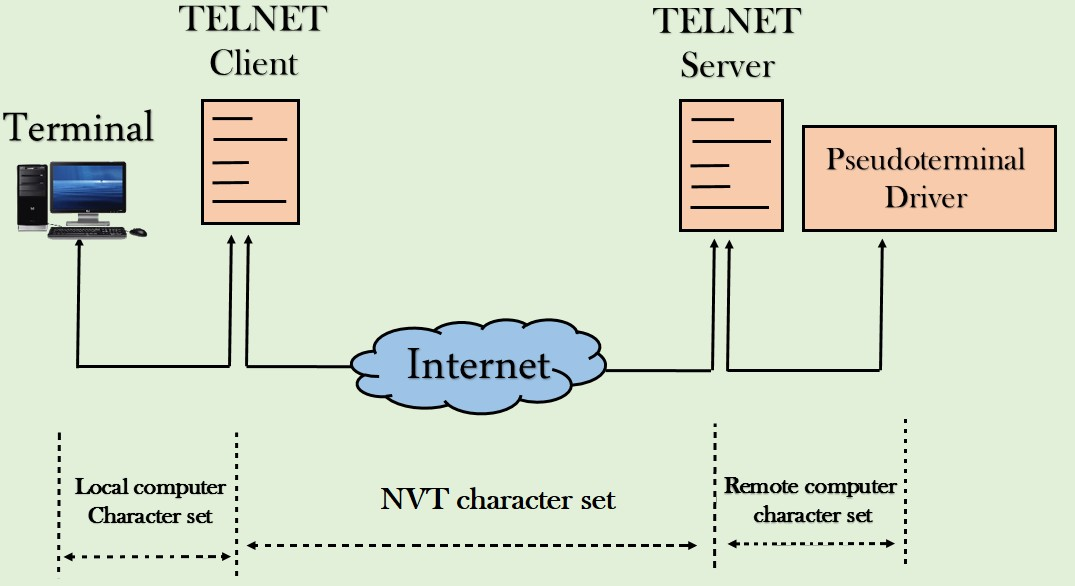 TELNET
Client
TELNET
Server
Terminal
Pseudoterminal
Driver
Internet
Local computer
Character set
NVT character set
Remote computer
character set